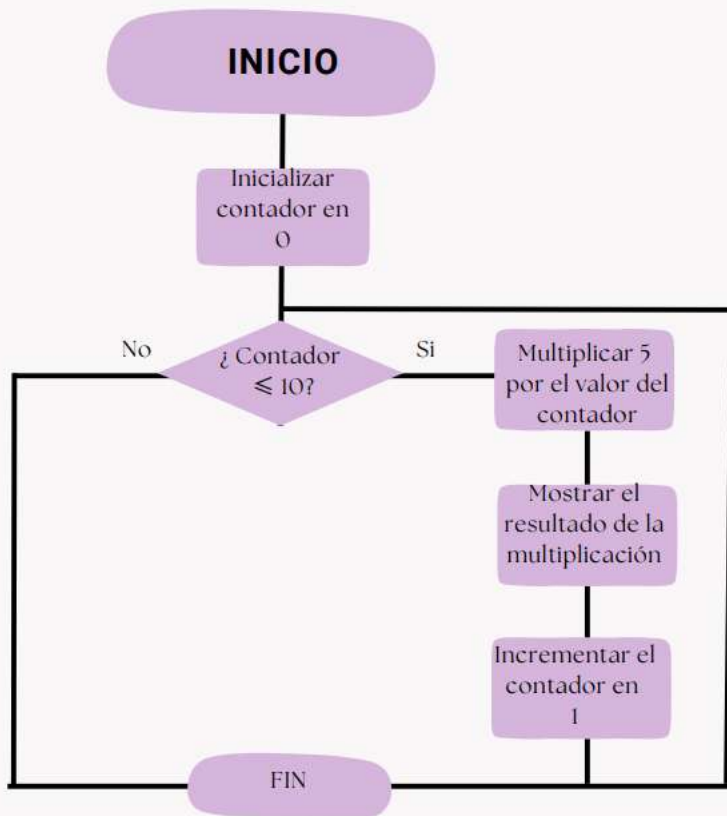 INICIO
Inicializar
contador en
0
No
¿ Contador
≤ 10?
Si
Multiplicar 5
por el valor del
contador
Mostrar el
resultado de la
multiplicación
Incrementar el
contador en
1
FIN